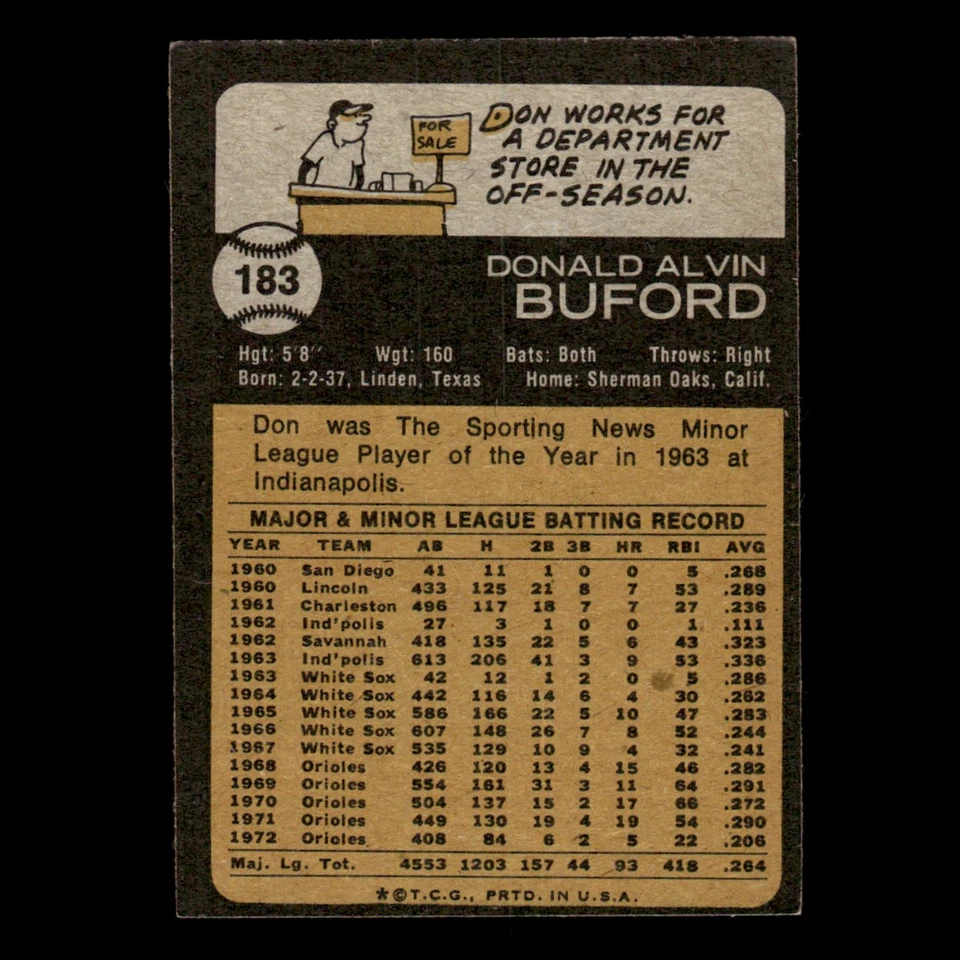 FOR
SALE
DON WORKS FOR
A DEPARTMENT
STORE IN THE
OFF-SEASON.
183
DONALD ALVIN
BUFORD
Hgt: 5'8" Wgt: 160 Bats: Both Throws: Right
Born: 2-2-37, Linden, Texas Home: Sherman Oaks, Calif.
Don was The Sporting News Minor
League Player of the Year in 1963 at
Indianapolis.
MAJOR & MINOR LEAGUE BATTING RECORD
YEAR TEAM AB H 2B 3B HR RBI AVG
1960 San Diego 41 11 1 0 0 5 .268
1960 Lincoln 433 125 21 8 7 53 .289
1961 Charleston 496 117 18 7 7 27 .236
1962 Ind'polis 27 3 1 0 0 1 .111
1962 Savannah 418 135 22 5 6 43 .323
1963 Ind'polis 613 206 41 3 9 53 .336
1963 White Sox 42 12 1 2 0 5 .286
1964 White Sox 442 116 14 6 4 30 .262
1965 White Sox 586 166 22 5 10 47 .283
1966 White Sox 607 148 26 7 8 52 .244
1967 White Sox 535 129 10 9 4 32 .241
1968 Orioles 426 120 13 4 15 46 .282
1969 Orioles 554 161 31 3 11 64 .291
1970 Orioles 504 137 15 2 17 66 .272
1971 Orioles 449 130 19 4 19 54 .290
1972 Orioles 408 84 6 2 5 22 .206
Maj. Lg. Tot. 4553 1203 157 44 93 418 .264
*©T.C.G., PRTD. IN U.S.A.